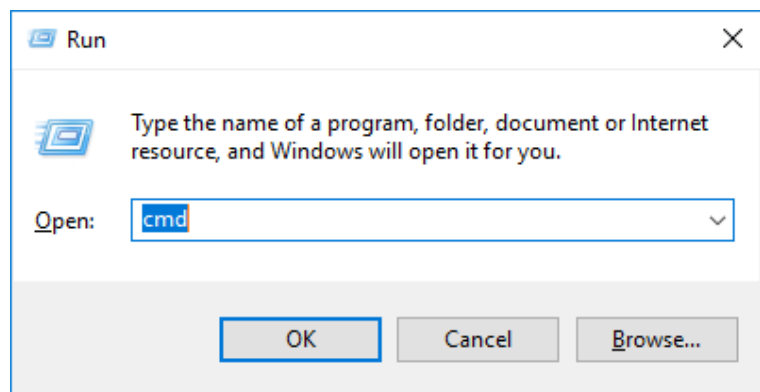 Run
Type the name of a program, folder, document or Internet
resource, and Windows will open it for you.
Open: cmd
OK Cancel Browse...